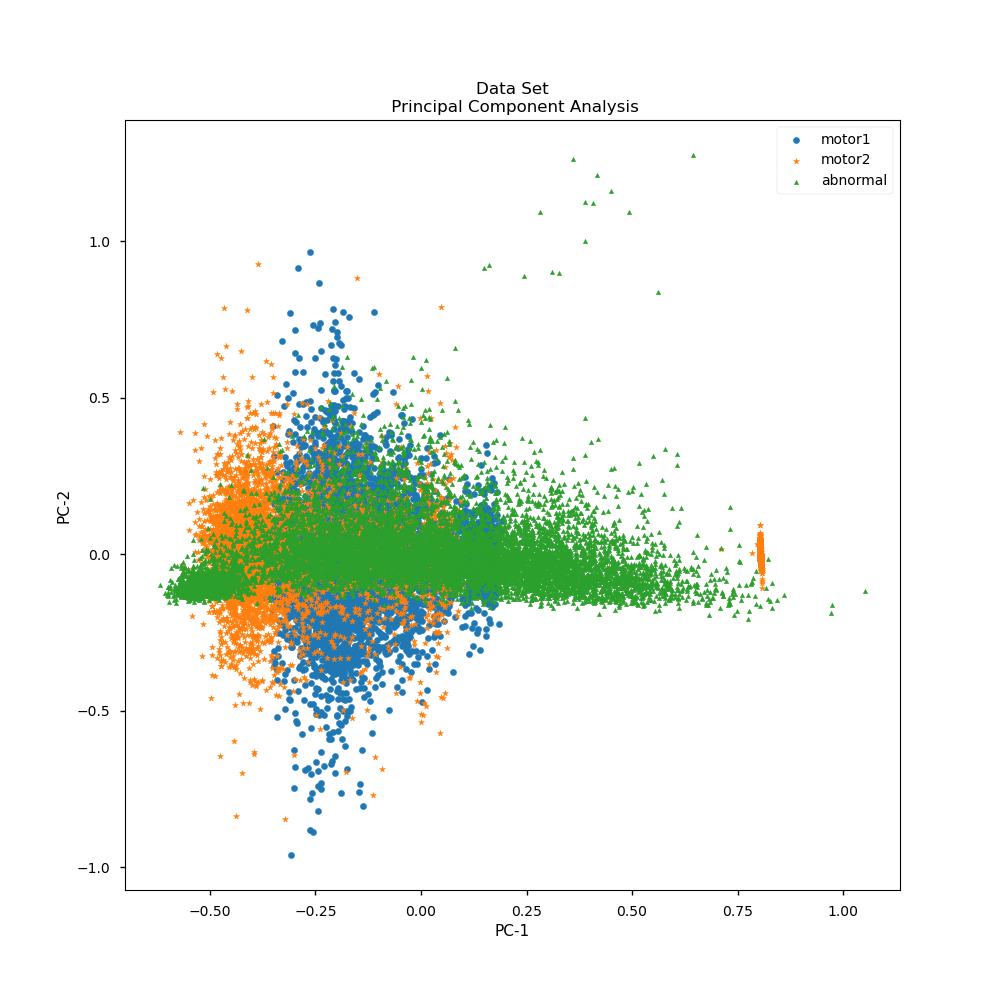 Data Set
Principal Component Analysis
motor1
motor2
abnormal
1.0
0.5
0.0
−0.5
−1.0
PC-2
−0.50
−0.25
0.00
0.25
0.50
0.75
1.00
PC-1